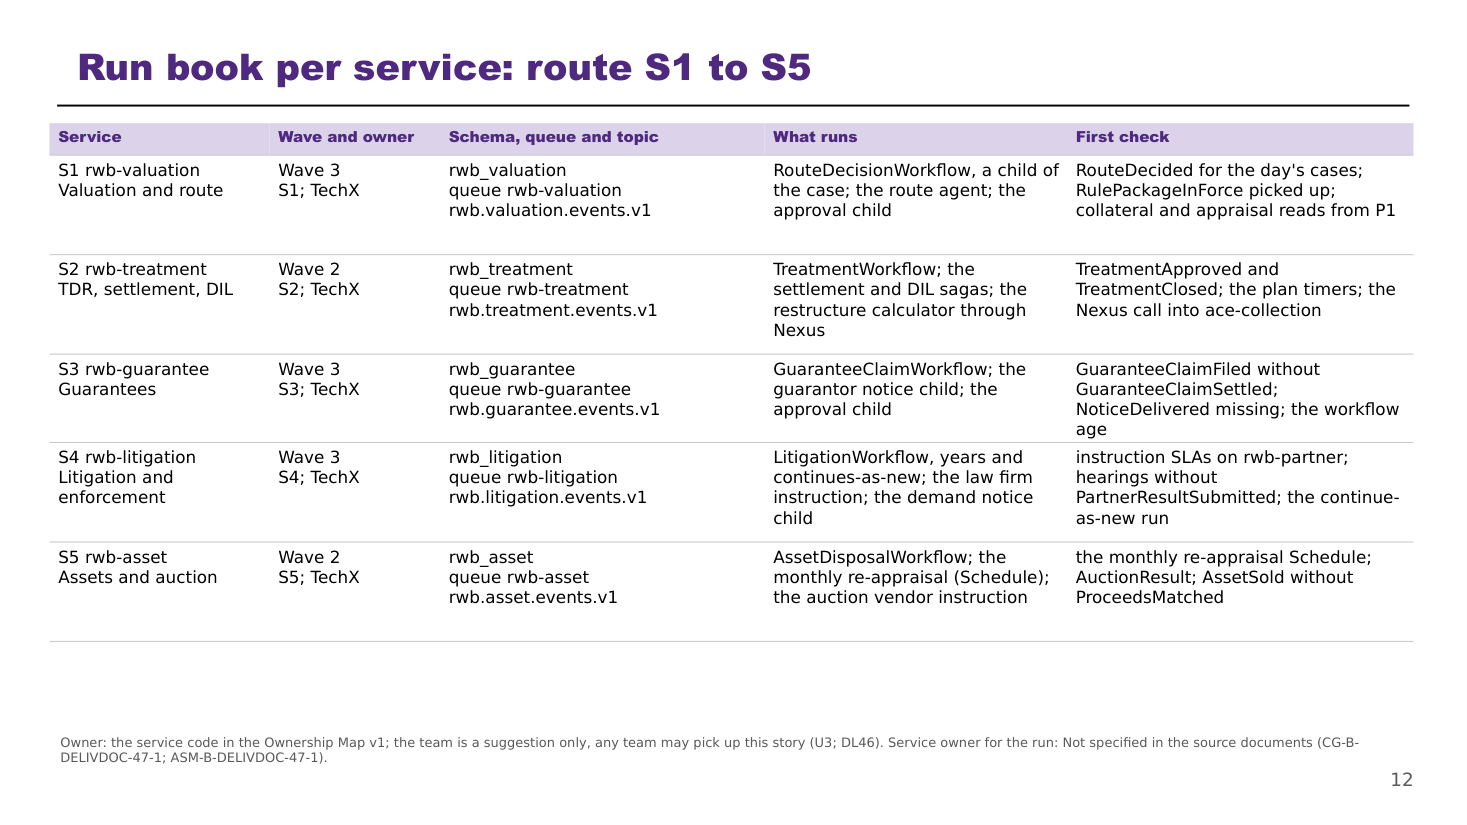 Run book per service: route S1 to S5
Service
Wave and owner
Schema, queue and topic
What runs
First check
S1 rwb-valuation
Valuation and route
Wave 3
S1; TechX
rwb_valuation
queue rwb-valuation
rwb.valuation.events.v1
RouteDecisionWorkflow, a child of
the case; the route agent; the
approval child
RouteDecided for the day's cases;
RulePackageInForce picked up;
collateral and appraisal reads from P1
S2 rwb-treatment
TDR, settlement, DIL
Wave 2
S2; TechX
rwb_treatment
queue rwb-treatment
rwb.treatment.events.v1
TreatmentWorkflow; the
settlement and DIL sagas; the
restructure calculator through
Nexus
TreatmentApproved and
TreatmentClosed; the plan timers; the
Nexus call into ace-collection
S3 rwb-guarantee
Guarantees
Wave 3
S3; TechX
rwb_guarantee
queue rwb-guarantee
rwb.guarantee.events.v1
GuaranteeClaimWorkflow; the
guarantor notice child; the
approval child
GuaranteeClaimFiled without
GuaranteeClaimSettled;
NoticeDelivered missing; the workflow
age
S4 rwb-litigation
Litigation and
enforcement
Wave 3
S4; TechX
rwb_litigation
queue rwb-litigation
rwb.litigation.events.v1
LitigationWorkflow, years and
continues-as-new; the law firm
instruction; the demand notice
child
instruction SLAs on rwb-partner;
hearings without
PartnerResultSubmitted; the continue-
as-new run
S5 rwb-asset
Assets and auction
Wave 2
S5; TechX
rwb_asset
queue rwb-asset
rwb.asset.events.v1
AssetDisposalWorkflow; the
monthly re-appraisal (Schedule);
the auction vendor instruction
the monthly re-appraisal Schedule;
AuctionResult; AssetSold without
ProceedsMatched
Owner: the service code in the Ownership Map v1; the team is a suggestion only, any team may pick up this story (U3; DL46). Service owner for the run: Not specified in the source documents (CG-B-
DELIVDOC-47-1; ASM-B-DELIVDOC-47-1).
12